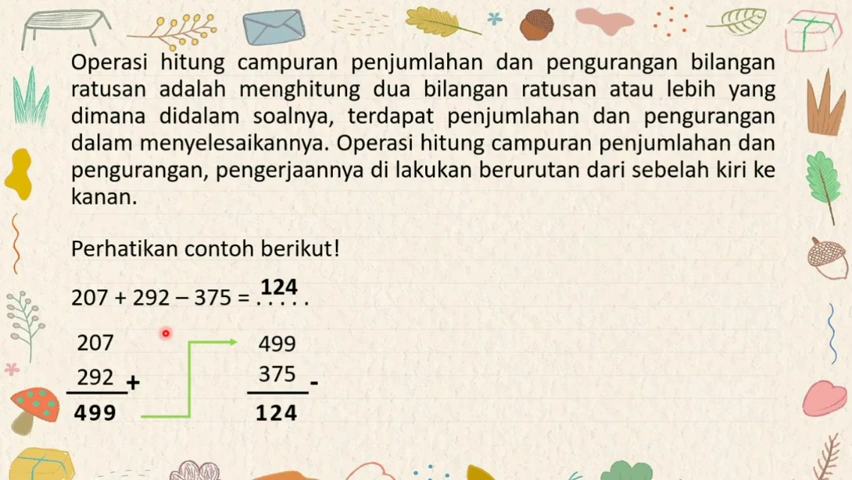 Operasi hitung campuran penjumlahan dan pengurangan bilangan
ratusan adalah menghitung dua bilangan ratusan atau lebih yang
dimana didalam soalnya, terdapat penjumlahan dan pengurangan
dalam menyelesaikannya. Operasi hitung campuran penjumlahan dan
pengurangan, pengerjaannya di lakukan berurutan dari sebelah kiri ke
kanan.
Perhatikan contoh berikut!
207 + 292 – 375 = . . . . . 124
207
292 +
499
499
375 -
124